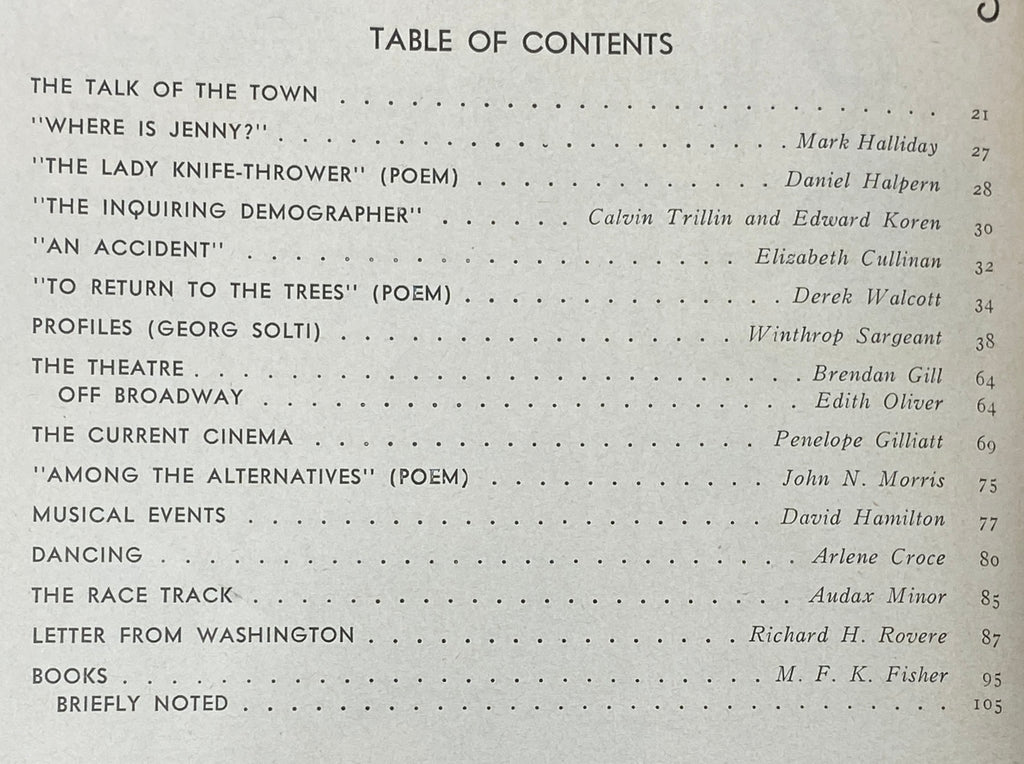 TABLE OF CONTENTS
THE TALK OF THE TOWN . . . . . . . . . . . . . . . . . . . . . . . 21
"WHERE IS JENNY?" . . . . . . . . . . . . . . . . . . . . Mark Halliday 27
"THE LADY KNIFE-THROWER" (POEM) . . . . . . . . . . . . . Daniel Halpern 28
"THE INQUIRING DEMOGRAPHER" . . . . . . Calvin Trillin and Edward Koren 30
"AN ACCIDENT" . . . . . . . . . . . . . . . . . . . . . Elizabeth Cullinan 32
"TO RETURN TO THE TREES" (POEM) . . . . . . . . . . . . . . Derek Walcott 34
PROFILES (GEORG SOLTI) . . . . . . . . . . . . . . . . . Winthrop Sargeant 38
THE THEATRE . . . . . . . . . . . . . . . . . . . . . . . . Brendan Gill 64
OFF BROADWAY . . . . . . . . . . . . . . . . . . . . . . Edith Oliver 64
THE CURRENT CINEMA . . . . . . . . . . . . . . . . . . Penelope Gilliatt 69
"AMONG THE ALTERNATIVES" (POEM) . . . . . . . . . . . . John N. Morris 75
MUSICAL EVENTS . . . . . . . . . . . . . . . . . . . . . . David Hamilton 77
DANCING . . . . . . . . . . . . . . . . . . . . . . . . . . Arlene Croce 80
THE RACE TRACK . . . . . . . . . . . . . . . . . . . . . . Audax Minor 85
LETTER FROM WASHINGTON . . . . . . . . . . . . . . . Richard H. Rovere 87
BOOKS . . . . . . . . . . . . . . . . . . . . . . . . . . M. F. K. Fisher 95
BRIEFLY NOTED . . . . . . . . . . . . . . . . . . . . . . . . . . . . 105